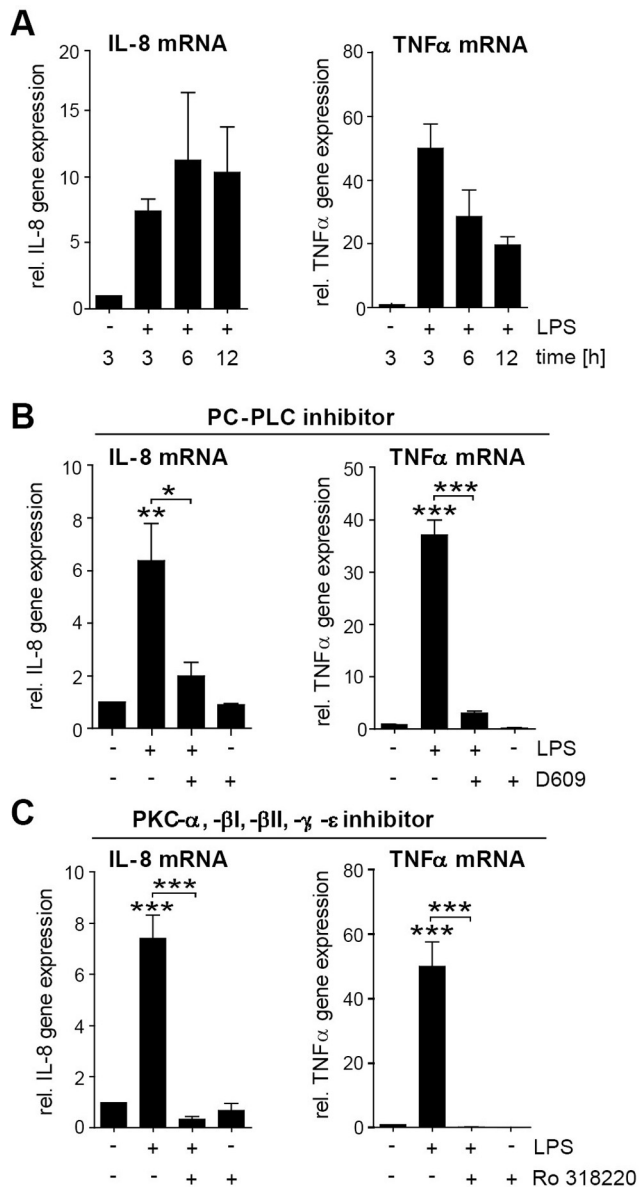 A
IL-8 mRNA
TNFα mRNA
rel. IL-8 gene expression
20
15
10
5
0
rel. TNFα gene expression
80
60
40
20
0
- + + +
- + + + LPS
3 3 6 12
3 3 6 12 time [h]
B
PC-PLC inhibitor
IL-8 mRNA
TNFα mRNA
rel. IL-8 gene expression
10
8
6
4
2
0
** *
rel. TNFα gene expression
50
40
30
20
10
0
*** ***
- + + -
- + + - LPS
- - + +
- - + + D609
C
PKC-α, -βI, -βII, -γ, -ε inhibitor
IL-8 mRNA
TNFα mRNA
rel. IL-8 gene expression
10
8
6
4
2
0
*** ***
rel. TNFα gene expression
80
60
40
20
0
*** ***
- + + -
- + + - LPS
- - + +
- - + + Ro 318220